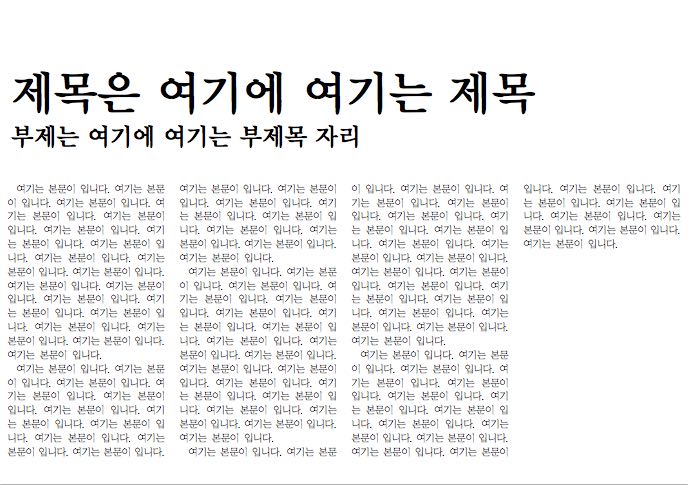 제목은 여기에 여기는 제목
부제는 여기에 여기는 부제목 자리
여기는 본문이 입니다. 여기는 본문
이 입니다. 여기는 본문이 입니다. 여
기는 본문이 입니다. 여기는 본문이
입니다. 여기는 본문이 입니다. 여기
는 본문이 입니다. 여기는 본문이 입
니다. 여기는 본문이 입니다. 여기는
본문이 입니다. 여기는 본문이 입니다.
여기는 본문이 입니다. 여기는 본문이
입니다. 여기는 본문이 입니다. 여기
는 본문이 입니다. 여기는 본문이 입
니다. 여기는 본문이 입니다. 여기는
본문이 입니다. 여기는 본문이 입니다.
여기는 본문이 입니다.
여기는 본문이 입니다. 여기는 본문
이 입니다. 여기는 본문이 입니다. 여
기는 본문이 입니다. 여기는 본문이
입니다. 여기는 본문이 입니다. 여기
는 본문이 입니다. 여기는 본문이 입
니다. 여기는 본문이 입니다. 여기는
본문이 입니다. 여기는 본문이 입니다.
여기는 본문이 입니다. 여기는 본문이
입니다. 여기는 본문이 입니다. 여기
는 본문이 입니다. 여기는 본문이 입
니다. 여기는 본문이 입니다. 여기는
본문이 입니다. 여기는 본문이 입니다.
여기는 본문이 입니다.
여기는 본문이 입니다. 여기는 본문
이 입니다. 여기는 본문이 입니다. 여
기는 본문이 입니다. 여기는 본문이
입니다. 여기는 본문이 입니다. 여기
는 본문이 입니다. 여기는 본문이 입
니다. 여기는 본문이 입니다. 여기는
본문이 입니다. 여기는 본문이 입니다.
여기는 본문이 입니다. 여기는 본문이
입니다. 여기는 본문이 입니다. 여기
는 본문이 입니다. 여기는 본문이 입
니다. 여기는 본문이 입니다. 여기는
본문이 입니다. 여기는 본문이 입니다.
여기는 본문이 입니다.
여기는 본문이 입니다. 여기는 본문
이 입니다. 여기는 본문이 입니다. 여
기는 본문이 입니다. 여기는 본문이
입니다. 여기는 본문이 입니다. 여기
는 본문이 입니다. 여기는 본문이 입
니다. 여기는 본문이 입니다. 여기는
본문이 입니다. 여기는 본문이 입니다.
여기는 본문이 입니다. 여기는 본문이
입니다. 여기는 본문이 입니다. 여기
는 본문이 입니다. 여기는 본문이 입
니다. 여기는 본문이 입니다. 여기는
본문이 입니다. 여기는 본문이 입니다.
여기는 본문이 입니다.
여기는 본문이 입니다. 여기는 본문
이 입니다. 여기는 본문이 입니다. 여
기는 본문이 입니다. 여기는 본문이
입니다. 여기는 본문이 입니다. 여기
는 본문이 입니다. 여기는 본문이 입
니다. 여기는 본문이 입니다. 여기는
본문이 입니다. 여기는 본문이 입니다.
여기는 본문이 입니다. 여기는 본문이
입니다. 여기는 본문이 입니다. 여기
는 본문이 입니다. 여기는 본문이 입
니다. 여기는 본문이 입니다. 여기는
본문이 입니다. 여기는 본문이 입니다.
여기는 본문이 입니다.